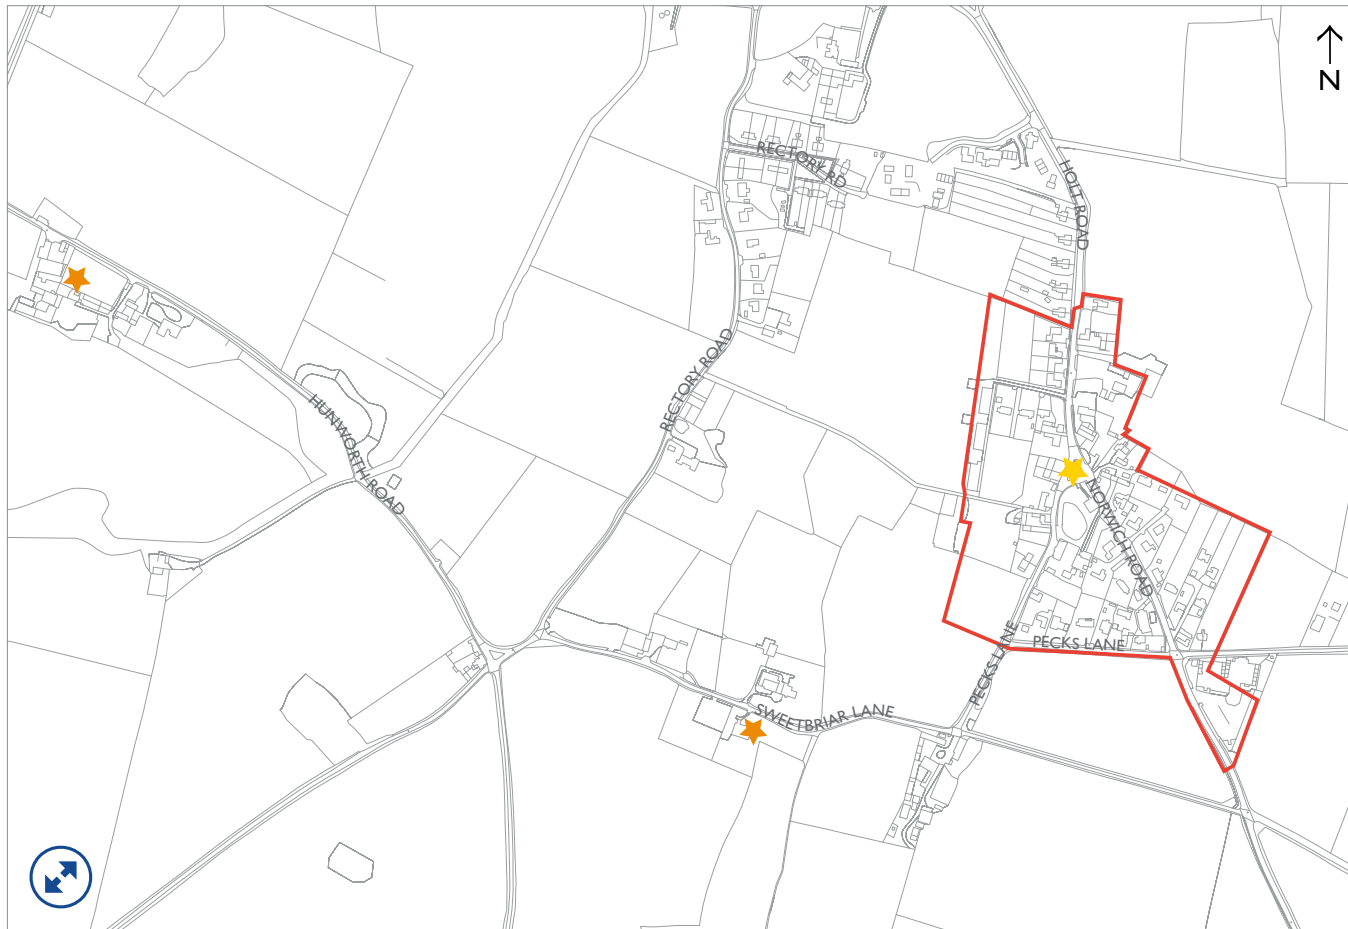 N
RECTORY RD
HOLT ROAD
RECTORY ROAD
HUNWORTH ROAD
NORWICH ROAD
PECKS LANE
PECKS LANE
SWEETBRIAR LANE